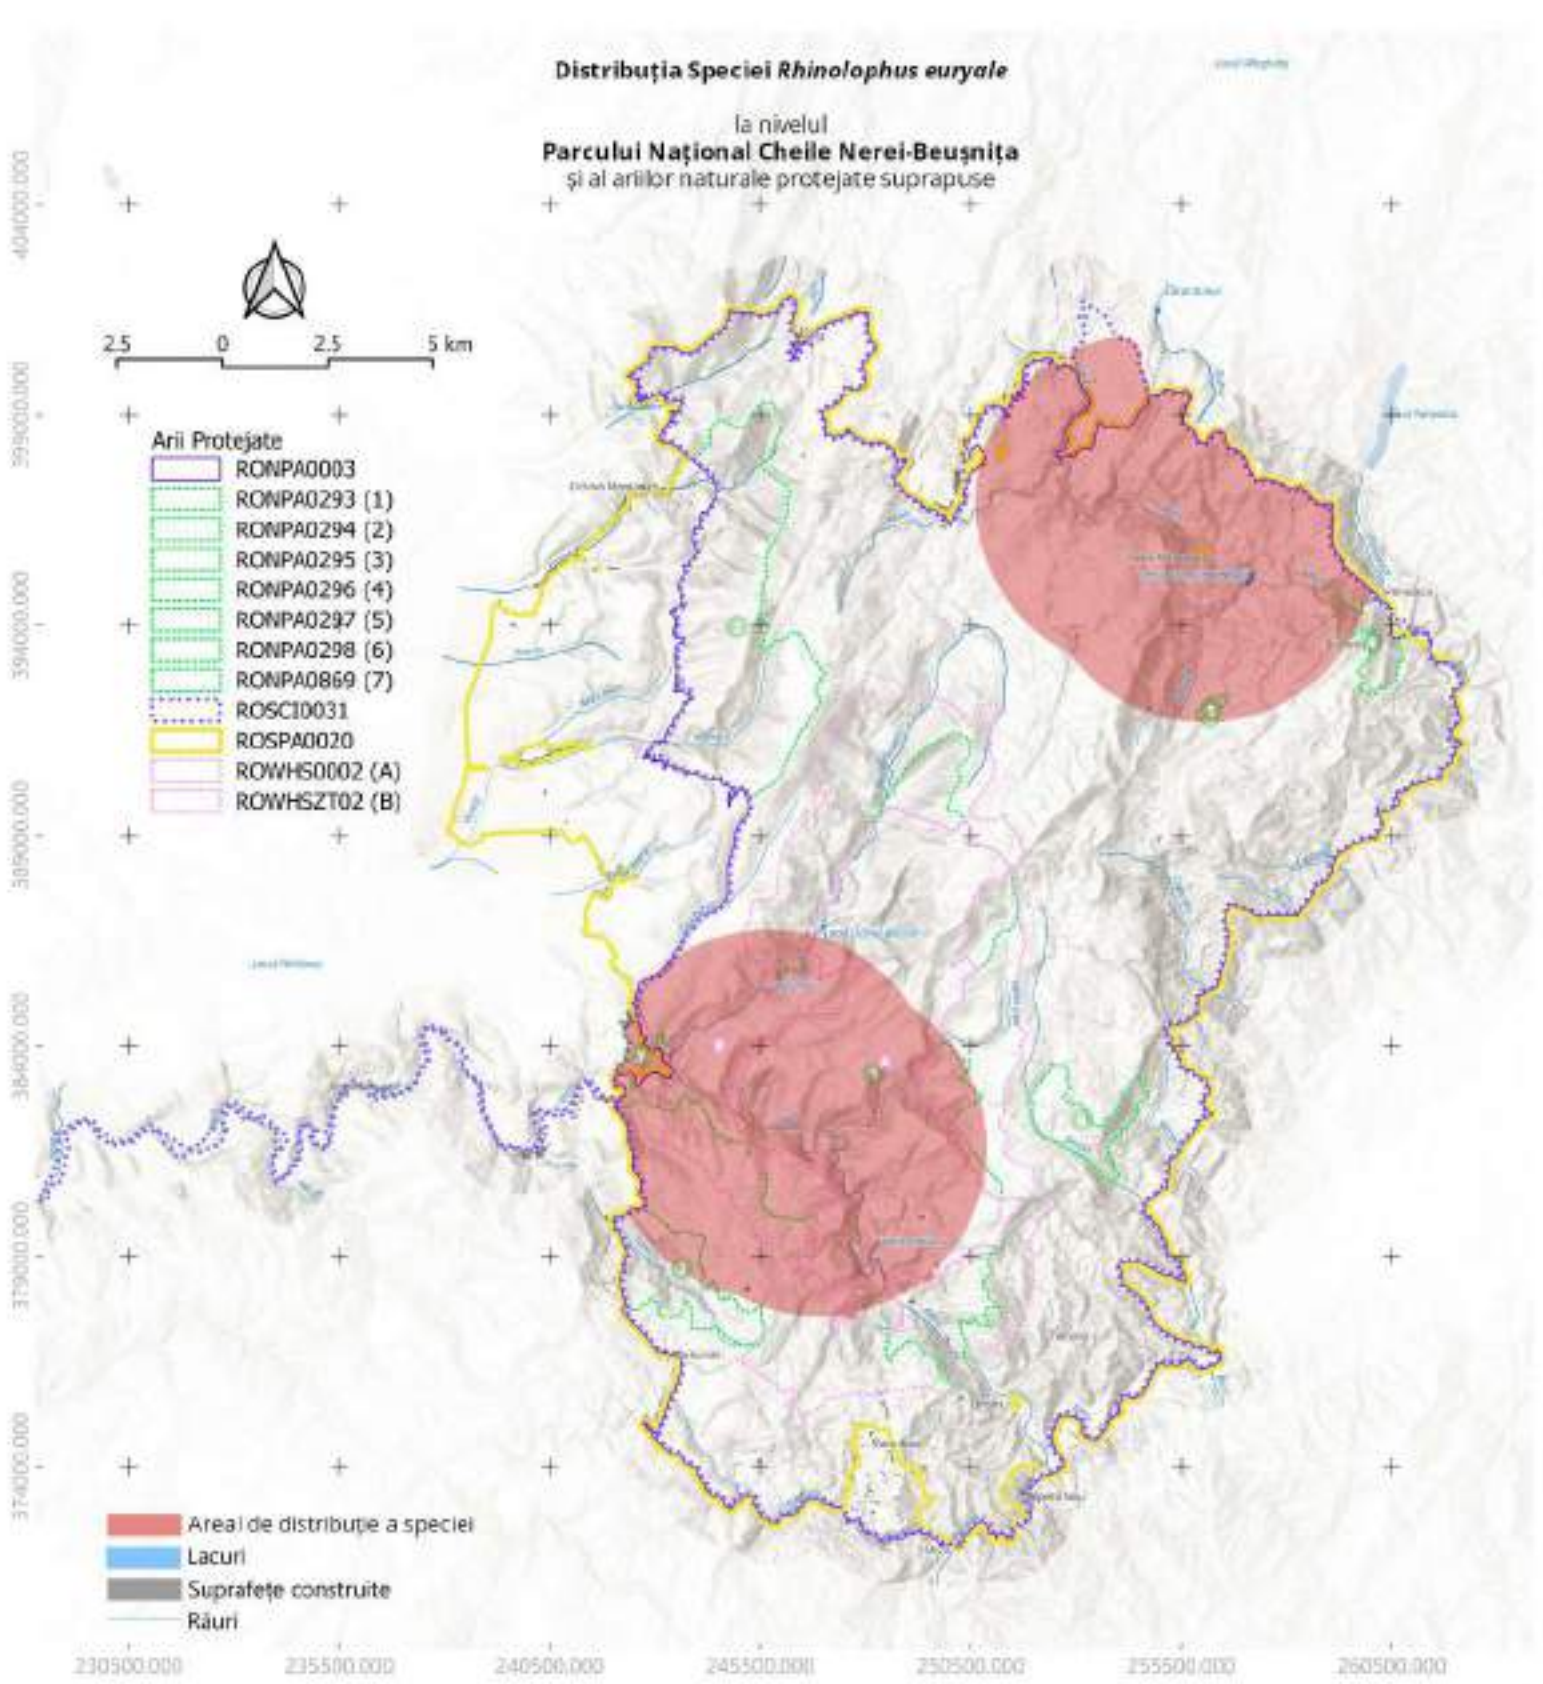 Distribuția Speciei Rhinolophus euryale
la nivelul
Parcului Național Cheile Nerei-Beușnița
și al ariilor naturale protejate suprapuse
404000.000
399000.000
394000.000
389000.000
384000.000
379000.000
374000.000
2.5 0 2.5 5 km
Arii Protejate
RONPA0003
RONPA0293 (1)
RONPA0294 (2)
RONPA0295 (3)
RONPA0296 (4)
RONPA0297 (5)
RONPA0298 (6)
RONPA0869 (7)
ROSCI0031
ROSPA0020
ROWHS0002 (A)
ROWHSZT02 (B)
Areal de distribuție a speciei
Lacuri
Suprafețe construite
Râuri
230500.000 235500.000 240500.000 245500.000 250500.000 255500.000 260500.000